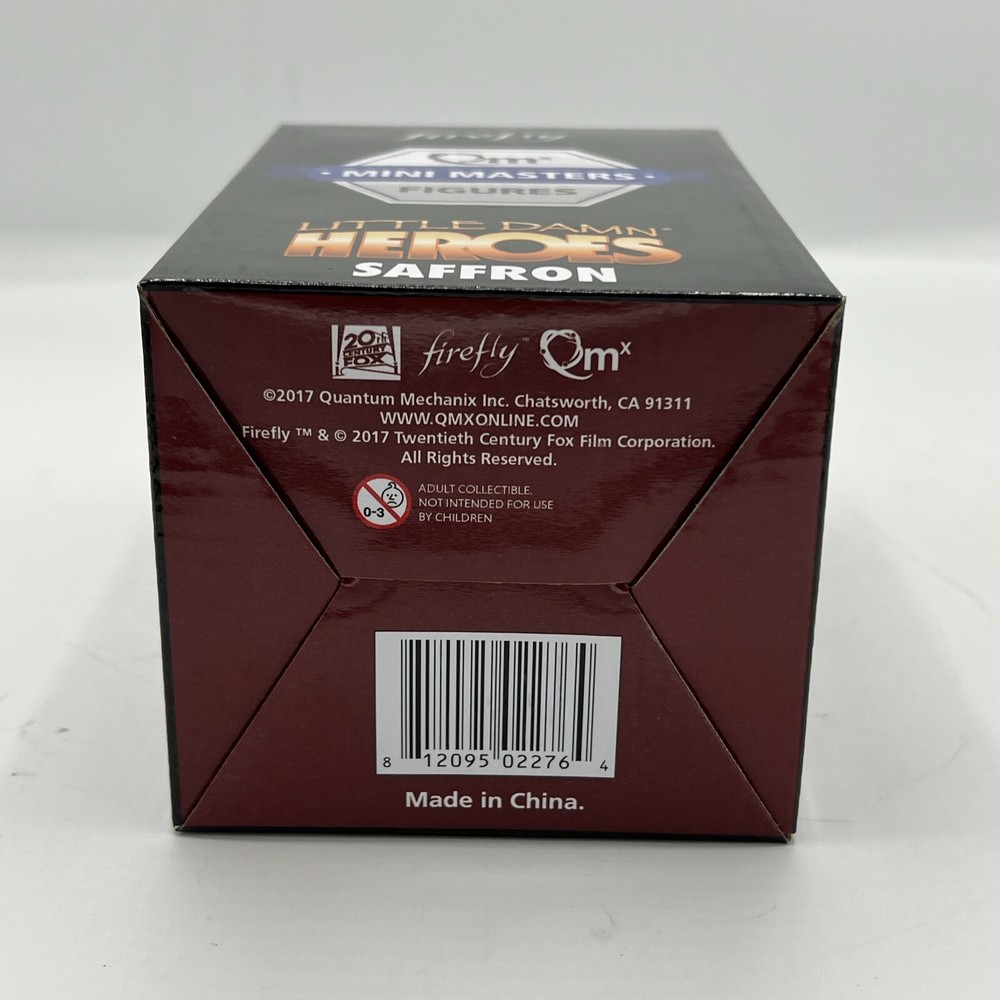 firefly
Qmx
• MINI MASTERS •
FIGURES
LITTLE DAMN
HEROES
SAFFRON
20th CENTURY FOX
firefly™ Qmx
©2017 Quantum Mechanix Inc. Chatsworth, CA 91311
WWW.QMXONLINE.COM
Firefly ™ & © 2017 Twentieth Century Fox Film Corporation.
All Rights Reserved.
0-3
ADULT COLLECTIBLE.
NOT INTENDED FOR USE
BY CHILDREN
8 12095 02276 4
Made in China.